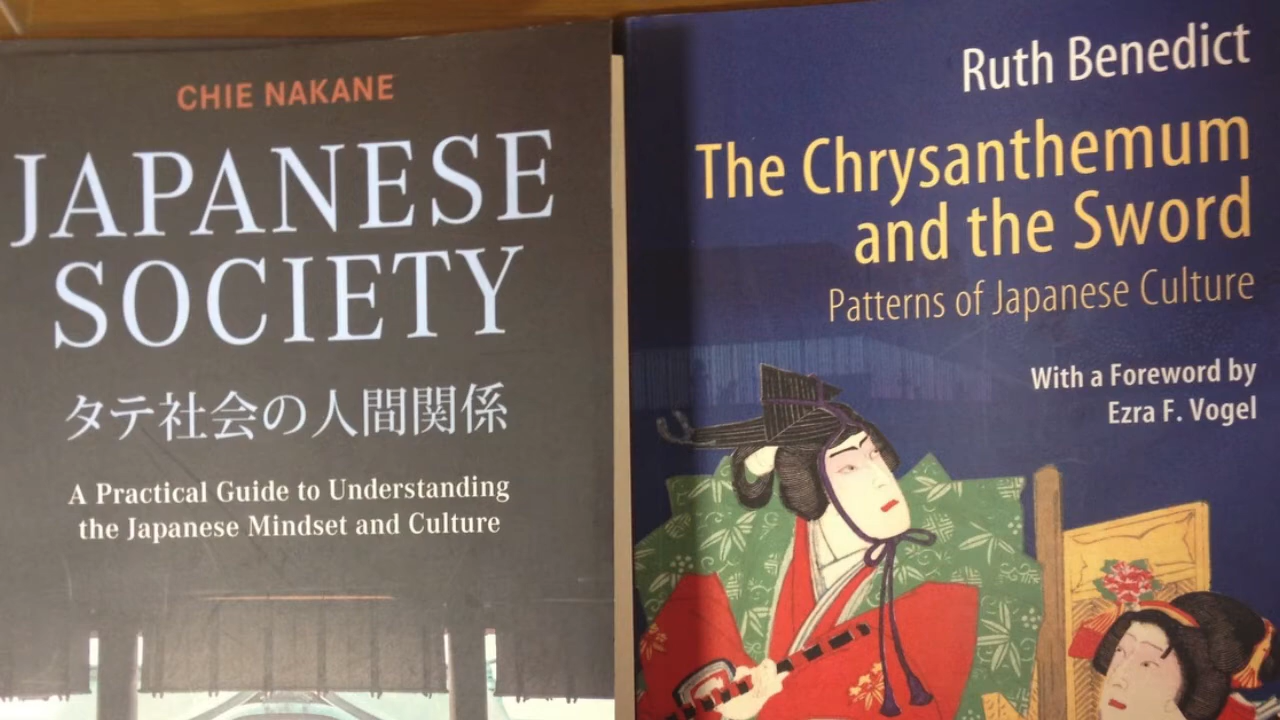 CHIE NAKANE
JAPANESE
SOCIETY
タテ社会の人間関係
A Practical Guide to Understanding
the Japanese Mindset and Culture
Ruth Benedict
The Chrysanthemum
and the Sword
Patterns of Japanese Culture
With a Foreword by
Ezra F. Vogel